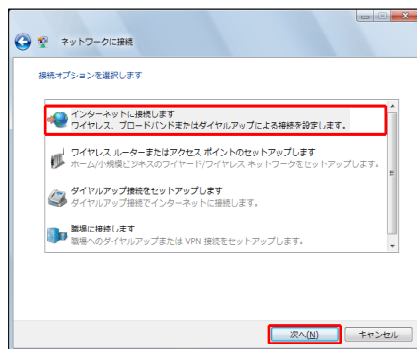 ネットワークに接続
接続オプションを選択します
インターネットに接続します
ワイヤレス、ブロードバンドまたはダイヤルアップによる接続を設定します。
ワイヤレス ルーターまたはアクセス ポイントのセットアップします
ホーム/小規模ビジネスのワイヤード/ワイヤレス ネットワークをセットアップします。
ダイヤルアップ接続をセットアップします
ダイヤルアップ接続でインターネットに接続します。
職場に接続します
職場へのダイヤルアップまたは VPN 接続をセットアップします。
次へ(N)
キャンセル